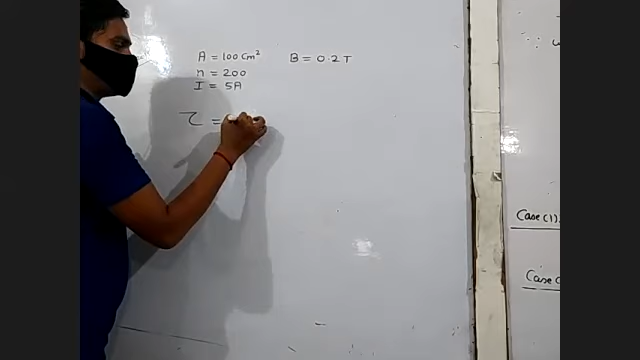 A = 100 cm² B = 0.2 T
n = 200
I = 5A
τ =
Case (1)
Case (